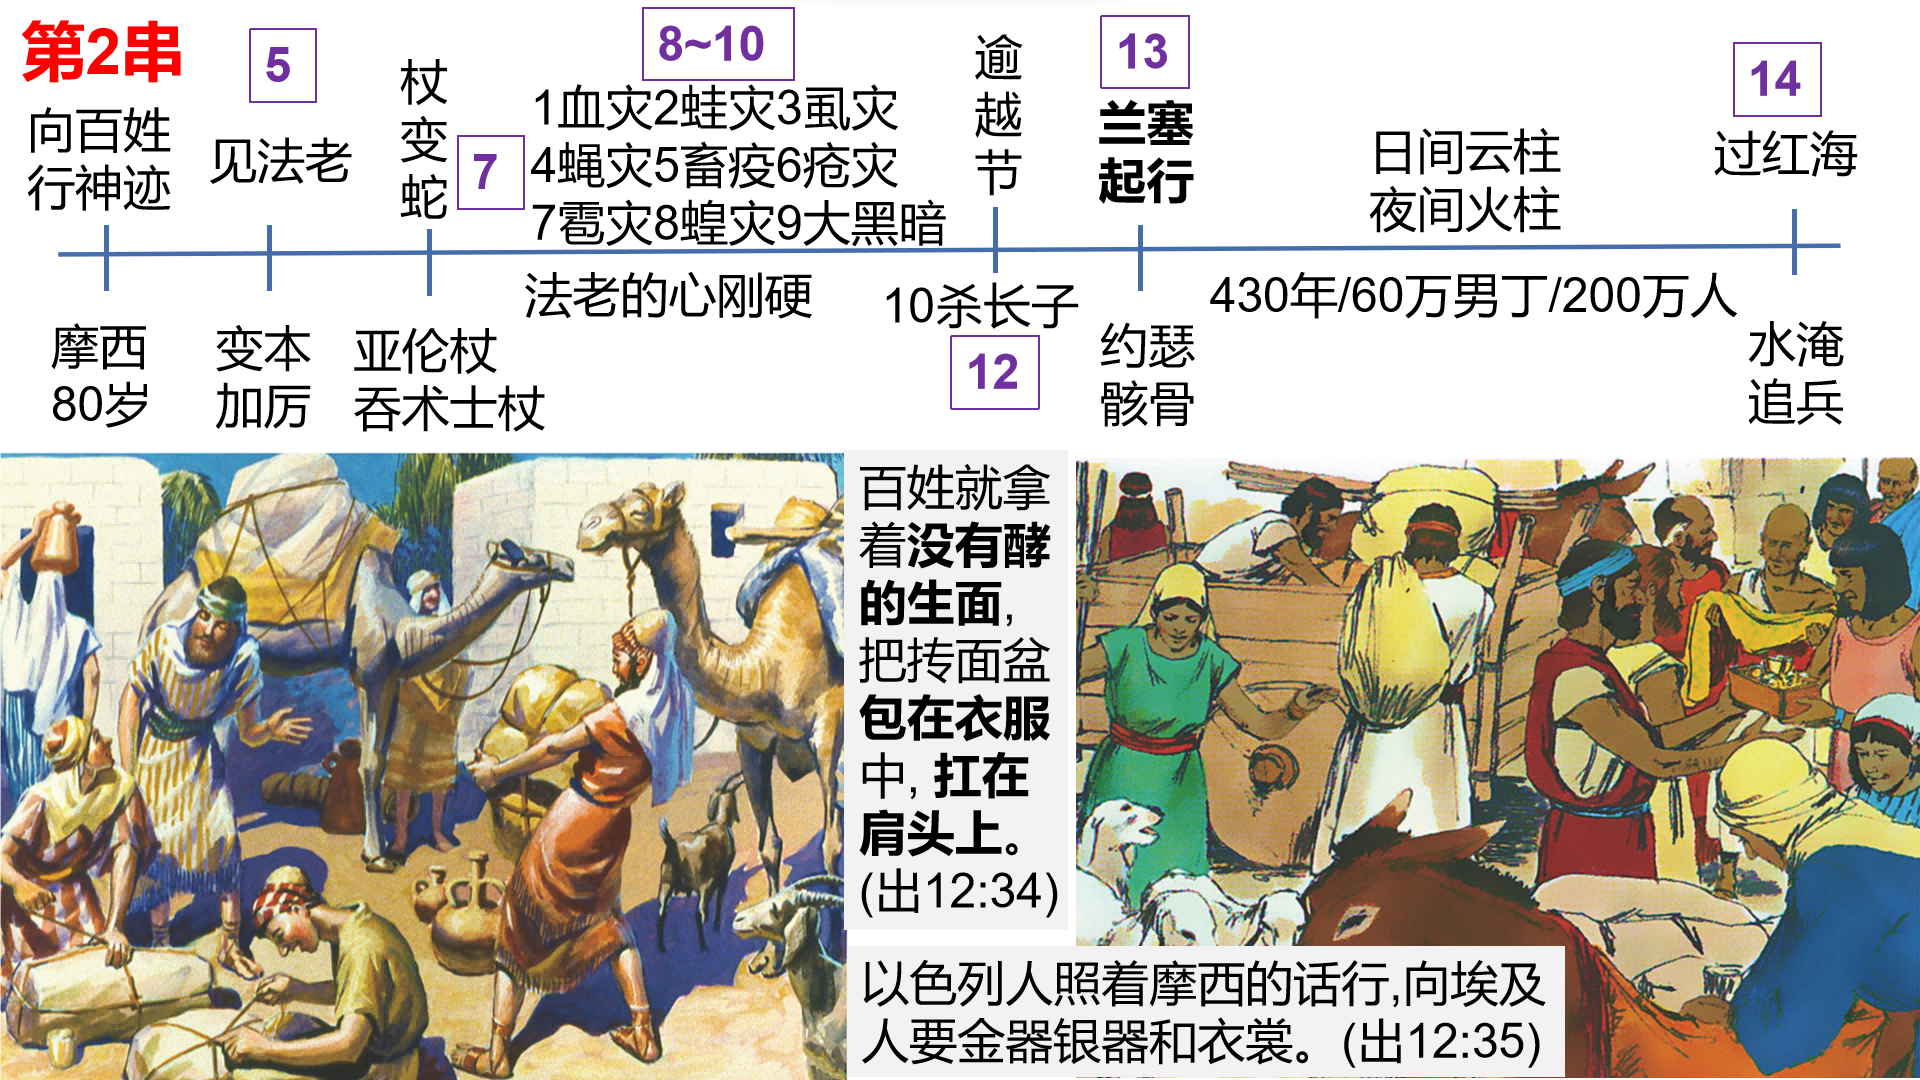 第2串
向百姓
行神迹
5
见法老
杖
变
蛇
7
8~10
1血灾2蛙灾3虱灾
4蝇灾5畜疫6疮灾
7雹灾8蝗灾9大黑暗
逾
越
节
13
兰塞
起行
日间云柱
夜间火柱
14
过红海
摩西
80岁
变本
加厉
亚伦杖
吞术士杖
法老的心刚硬
10杀长子
12
约瑟
骸骨
430年/60万男丁/200万人
水淹
追兵
百姓就拿
着没有酵
的生面,
把抟面盆
包在衣服
中, 扛在
肩头上。
(出12:34)
以色列人照着摩西的话行,向埃及
人要金器银器和衣裳。(出12:35)